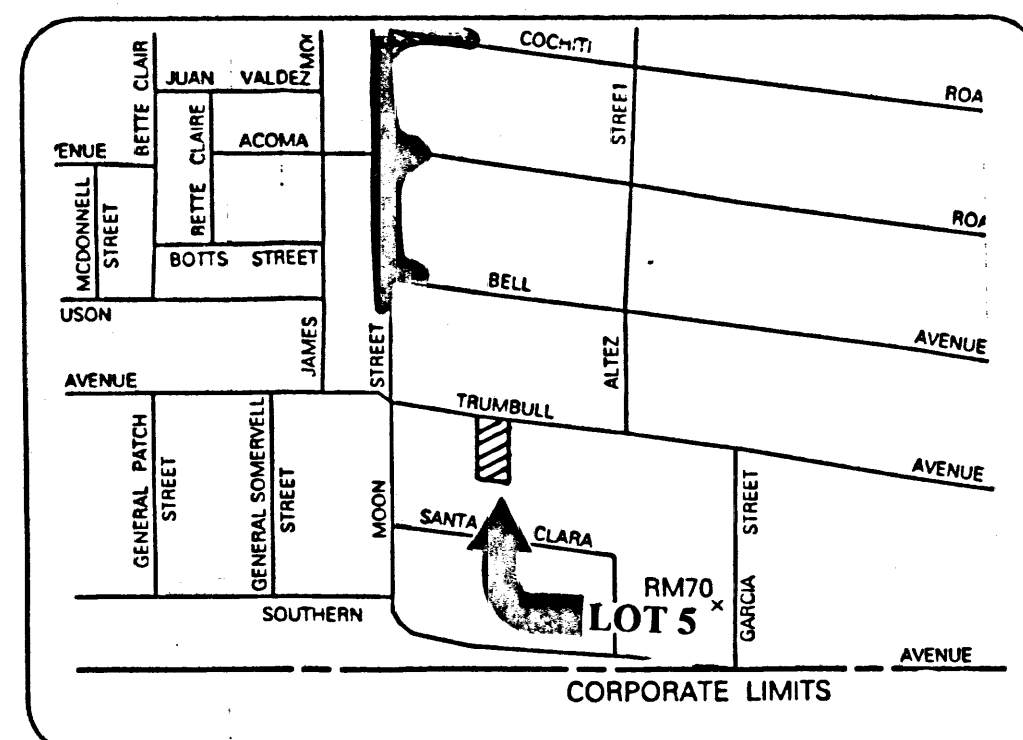 COCHITI
ROA
BETTE CLAIR
JUAN VALDEZ
MO
STREET
'ENUE
BETTE CLAIRE
ACOMA
MCDONNELL
STREET
ROA
BOTTS STREET
BELL
USON
JAMES
STREET
ALTEZ
AVENUE
AVENUE
TRUMBULL
GENERAL PATCH
STREET
GENERAL SOMERVELL
STREET
MOON
AVENUE
SANTA CLARA
STREET
RM70
x
LOT 5
GARCIA
SOUTHERN
AVENUE
CORPORATE LIMITS